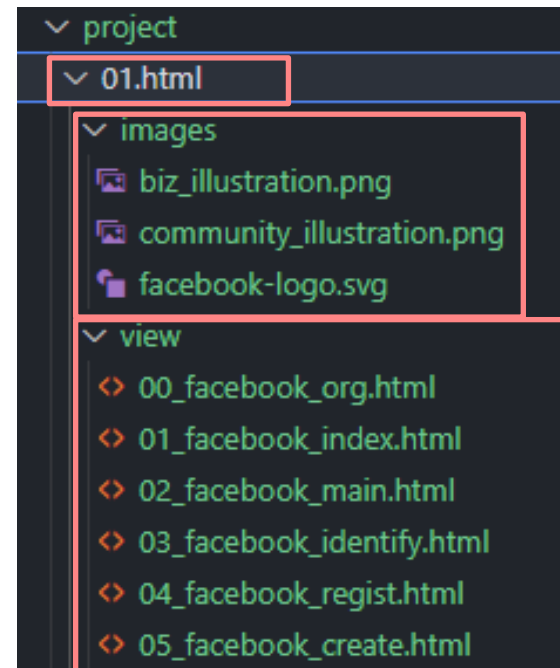 project
01.html
images
biz_illustration.png
community_illustration.png
facebook-logo.svg
view
00_facebook_org.html
01_facebook_index.html
02_facebook_main.html
03_facebook_identify.html
04_facebook_regist.html
05_facebook_create.html